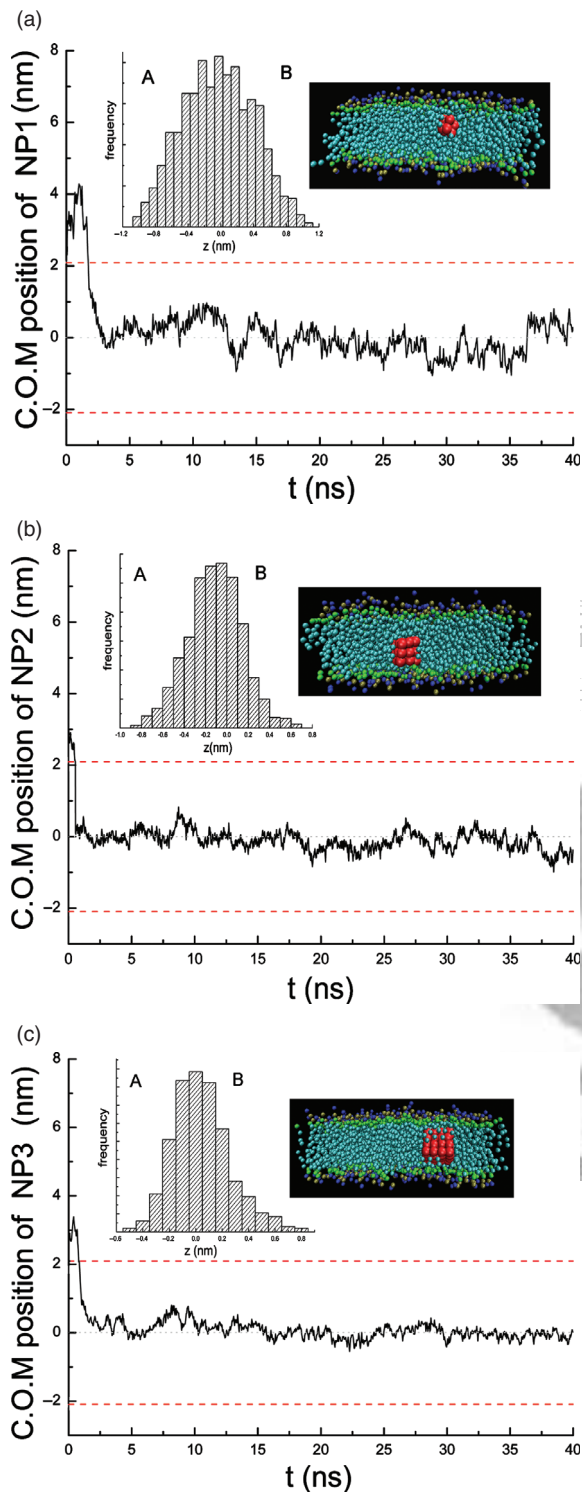 (a)
8
6
4
2
0
−2
C.O.M position of NP1 (nm)
A
B
frequency
−1.2 −0.8 −0.4 0.0 0.4 0.8 1.2
z (nm)
0 5 10 15 20 25 30 35 40
t (ns)
(b)
8
6
4
2
0
−2
C.O.M position of NP2 (nm)
A
B
frequency
-1.0 -0.8 -0.6 -0.4 -0.2 0.0 0.2 0.4 0.6 0.8
z(nm)
0 5 10 15 20 25 30 35 40
t (ns)
(c)
8
6
4
2
0
−2
C.O.M position of NP3 (nm)
A
B
frequency
−0.6 −0.4 −0.2 0.0 0.2 0.4 0.6 0.8
z (nm)
0 5 10 15 20 25 30 35 40
t (ns)